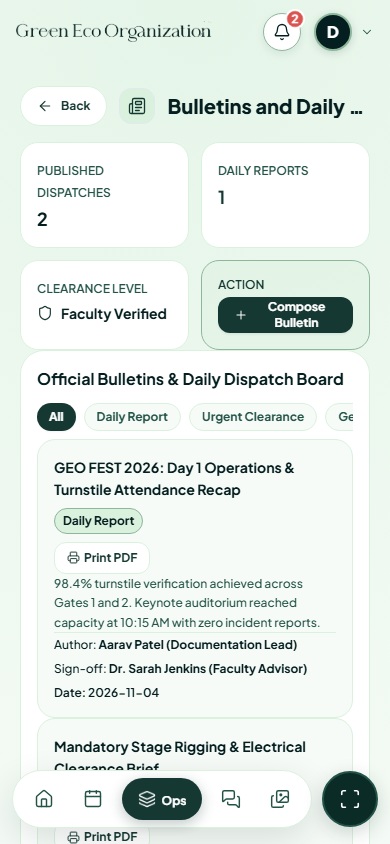 Green Eco Organization
2
D
Back
Bulletins and Daily ...
PUBLISHED
DISPATCHES
2
DAILY REPORTS
1
CLEARANCE LEVEL
Faculty Verified
ACTION
Compose
Bulletin
Official Bulletins & Daily Dispatch Board
All
Daily Report
Urgent Clearance
Ge
GEO FEST 2026: Day 1 Operations &
Turnstile Attendance Recap
Daily Report
Print PDF
98.4% turnstile verification achieved across
Gates 1 and 2. Keynote auditorium reached
capacity at 10:15 AM with zero incident reports.
Author: Aarav Patel (Documentation Lead)
Sign-off: Dr. Sarah Jenkins (Faculty Advisor)
Date: 2026-11-04
Mandatory Stage Rigging & Electrical
Clearance Brief
Ops
Print PDF